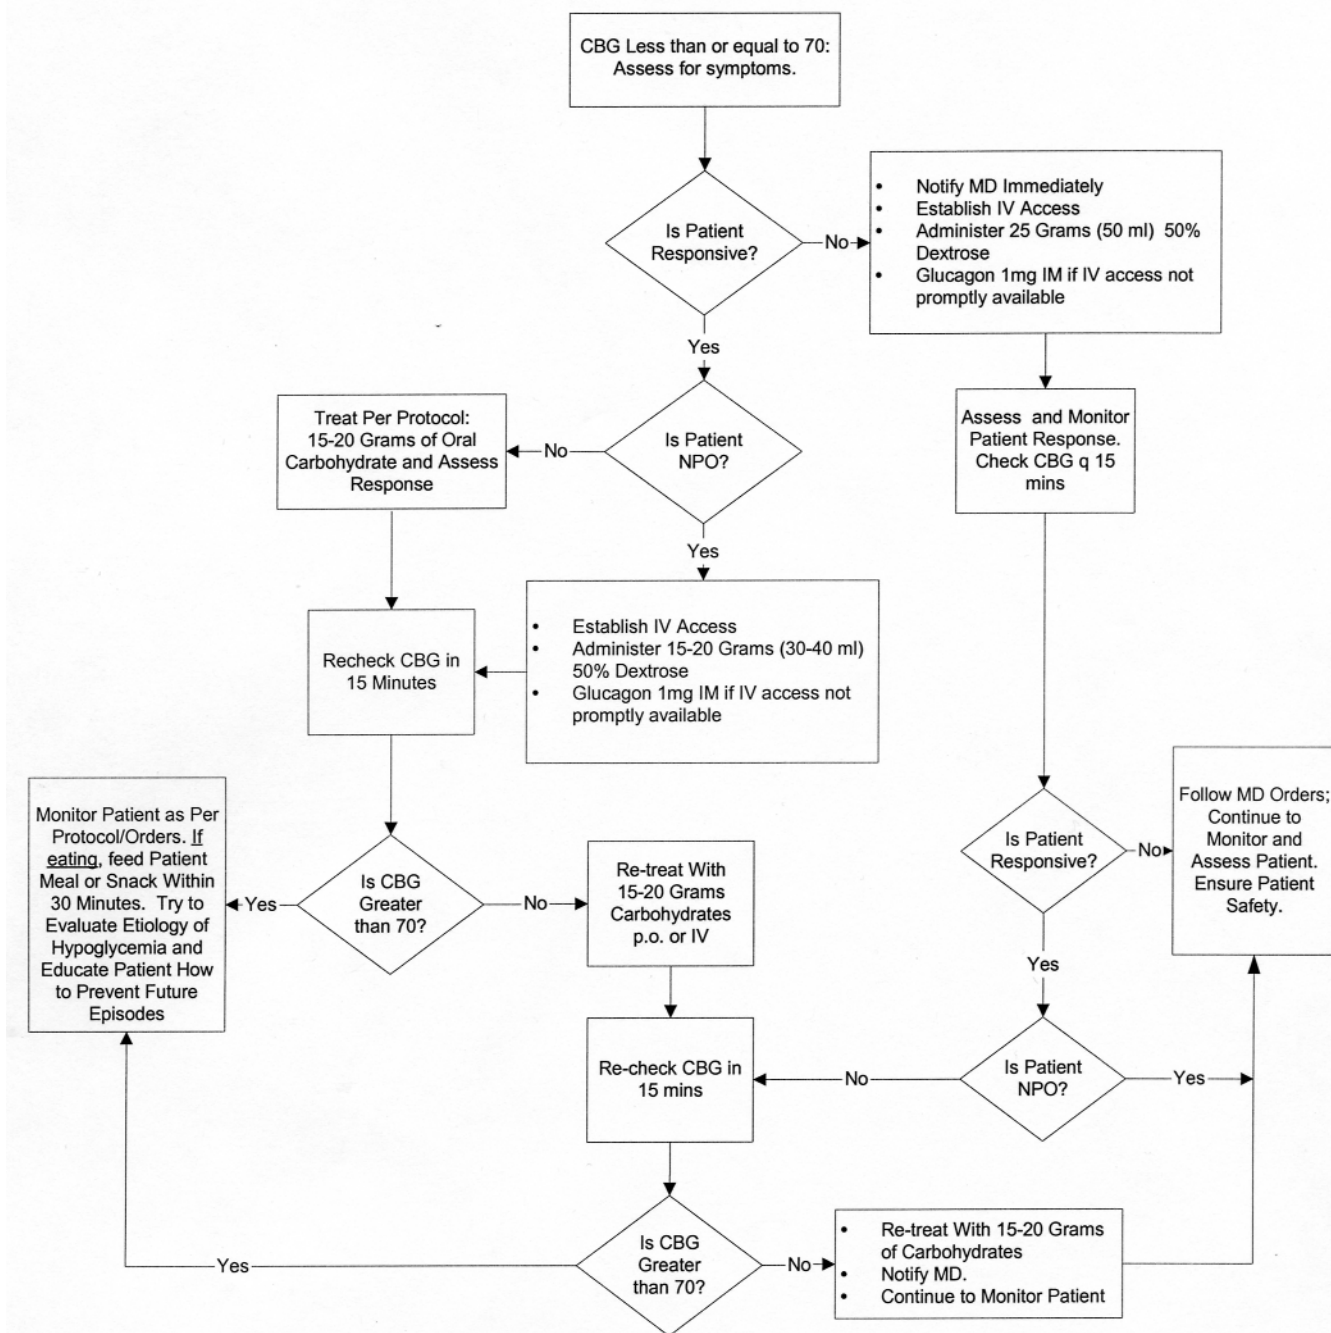 CBG Less than or equal to 70:
Assess for symptoms.
Is Patient
Responsive?
No
• Notify MD Immediately
• Establish IV Access
• Administer 25 Grams (50 ml) 50%
Dextrose
• Glucagon 1mg IM if IV access not
promptly available
Yes
Treat Per Protocol:
15-20 Grams of Oral
Carbohydrate and Assess
Response
No
Is Patient
NPO?
Assess and Monitor
Patient Response.
Check CBG q 15
mins
Yes
Recheck CBG in
15 Minutes
• Establish IV Access
• Administer 15-20 Grams (30-40 ml)
50% Dextrose
• Glucagon 1mg IM if IV access not
promptly available
Monitor Patient as Per
Protocol/Orders. If
eating, feed Patient
Meal or Snack Within
30 Minutes. Try to
Evaluate Etiology of
Hypoglycemia and
Educate Patient How
to Prevent Future
Episodes
Yes
Is CBG
Greater
than 70?
No
Re-treat With
15-20 Grams
Carbohydrates
p.o. or IV
Is Patient
Responsive?
No
Follow MD Orders;
Continue to
Monitor and
Assess Patient.
Ensure Patient
Safety.
Yes
Re-check CBG in
15 mins
No
Is Patient
NPO?
Yes
Yes
Is CBG
Greater
than 70?
No
• Re-treat With 15-20 Grams
of Carbohydrates
• Notify MD.
• Continue to Monitor Patient